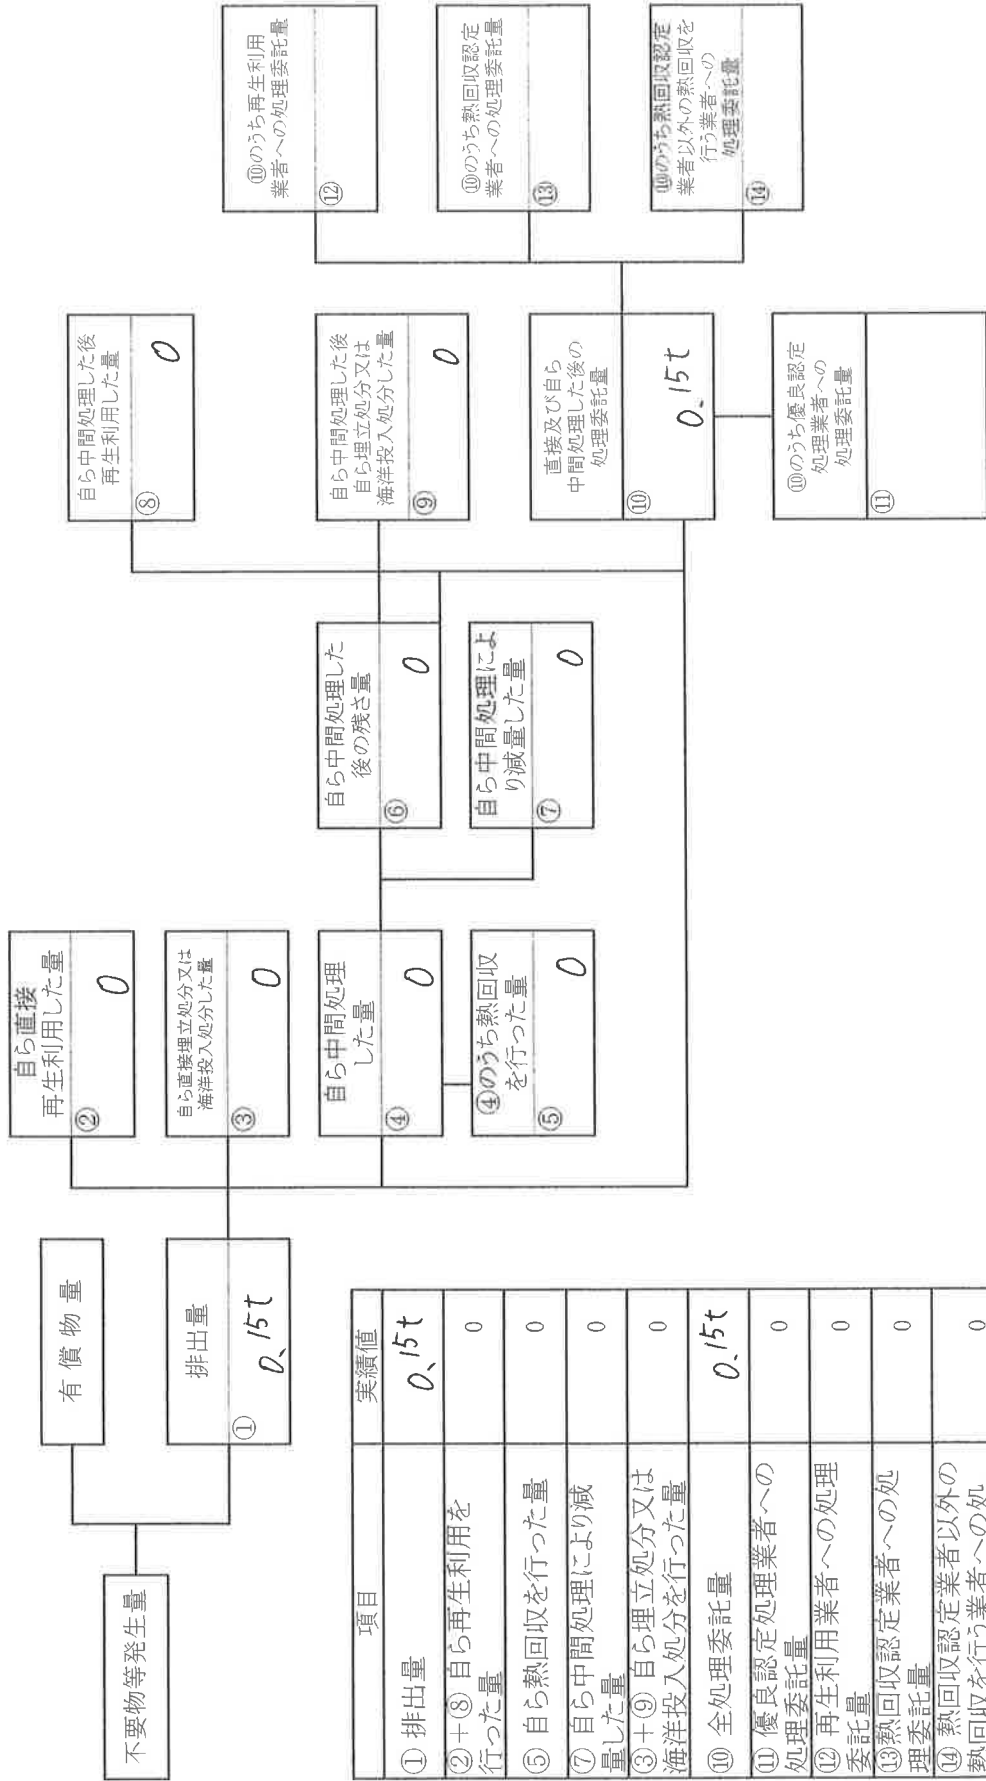 不要物等発生量
有償物量
排出量
①
0.15t
自ら直接
再生利用した量
②
0
自ら直接埋立処分又は
海洋投入処分した量
③
0
自ら中間処理
した量
④
0
④のうち熱回収
を行った量
⑤
0
自ら中間処理した
後の残さ量
⑥
0
自ら中間処理によ
り減量した量
⑦
0
自ら中間処理した後
再生利用した量
⑧
0
自ら中間処理した後
自ら埋立処分又は
海洋投入処分した量
⑨
0
直接及び自ら
中間処理した後の
処理委託量
⑩
0.15t
⑩のうち優良認定
処理業者への
処理委託量
⑪
⑩のうち再生利用
業者への処理委託量
⑫
⑩のうち熱回収認定
業者への処理委託量
⑬
⑩のうち熱回収認定
業者以外の熱回収を
行う業者への
処理委託量
⑭
項目
実績値
① 排出量
0.15t
②+⑧ 自ら再生利用を
行った量
0
⑤ 自ら熱回収を行った量
0
⑦ 自ら中間処理により減
量した量
0
③+⑨ 自ら埋立処分又は
海洋投入処分を行った量
0
⑩ 全処理委託量
0.15t
⑪ 優良認定処理業者への
処理委託量
0
⑫ 再生利用業者への処理
委託量
0
⑬熱回収認定業者への処
理委託量
0
⑭ 熱回収認定業者以外の
熱回収を行う業者への処
0